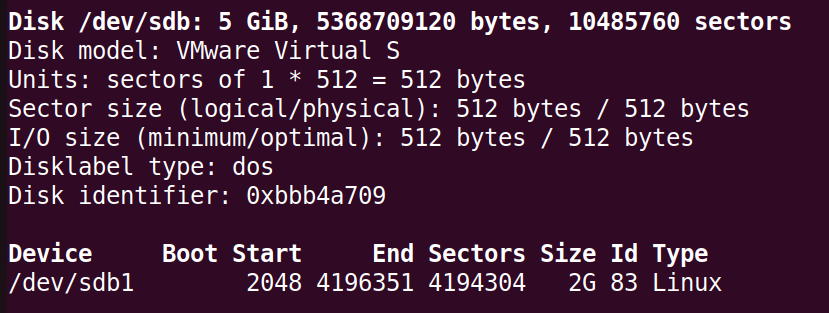 Disk /dev/sdb: 5 GiB, 5368709120 bytes, 10485760 sectors
Disk model: VMware Virtual S
Units: sectors of 1 * 512 = 512 bytes
Sector size (logical/physical): 512 bytes / 512 bytes
I/O size (minimum/optimal): 512 bytes / 512 bytes
Disklabel type: dos
Disk identifier: 0xbbb4a709

Device     Boot Start     End Sectors Size Id Type
/dev/sdb1        2048 4196351 4194304   2G 83 Linux